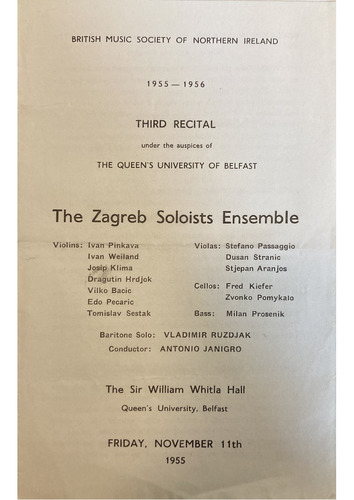 BRITISH MUSIC SOCIETY OF NORTHERN IRELAND
1955 — 1956
THIRD RECITAL
under the auspices of
THE QUEEN'S UNIVERSITY OF BELFAST
The Zagreb Soloists Ensemble
Violins: Ivan Pinkava
Ivan Weiland
Josip Klima
Dragutin Hrdjok
Vilko Bacic
Edo Pecaric
Tomislav Sestak
Violas: Stefano Passaggio
Dusan Stranic
Stjepan Aranjos
Cellos: Fred Kiefer
Zvonko Pomykalo
Bass: Milan Prosenik
Baritone Solo: VLADIMIR RUZDJAK
Conductor: ANTONIO JANIGRO
The Sir William Whitla Hall
Queen's University, Belfast
FRIDAY, NOVEMBER 11th
1955